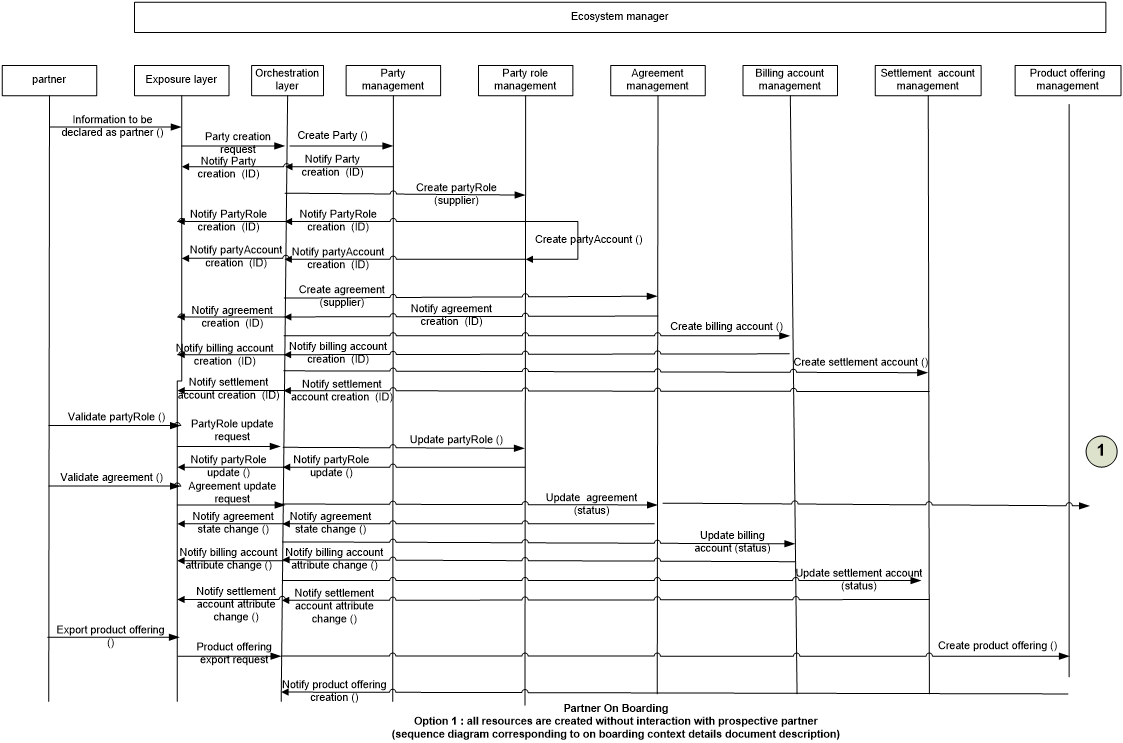 Ecosystem manager
partner
Exposure layer
Orchestration
layer
Party
management
Party role
management
Agreement
management
Billing account
management
Settlement account
management
Product offering
management
Information to be
declared as partner ()
Party creation
request
Create Party ()
Notify Party
creation (ID)
Notify Party
creation (ID)
Create partyRole
(supplier)
Notify PartyRole
creation (ID)
Notify PartyRole
creation (ID)
Create partyAccount ()
Notify partyAccount
creation (ID)
Notify partyAccount
creation (ID)
Create agreement
(supplier)
Notify agreement
creation (ID)
Notify agreement
creation (ID)
Create billing account ()
Notify billing account
creation (ID)
Notify billing account
creation (ID)
Create settlement account ()
Notify settlement
account creation (ID)
Notify settlement
account creation (ID)
Validate partyRole ()
PartyRole update
request
Update partyRole ()
1
Notify partyRole
update ()
Notify partyRole
update ()
Validate agreement ()
Agreement update
request
Update agreement
(status)
Notify agreement
state change ()
Notify agreement
state change ()
Update billing
account (status)
Notify billing account
attribute change ()
Notify billing account
attribute change ()
Update settlement account
(status)
Notify settlement
account attribute
change ()
Notify settlement
account attribute
change ()
Export product offering
()
Product offering
export request
Create product offering ()
Notify product offering
creation ()
Partner On Boarding
Option 1 : all resources are created without interaction with prospective partner
(sequence diagram corresponding to on boarding context details document description)